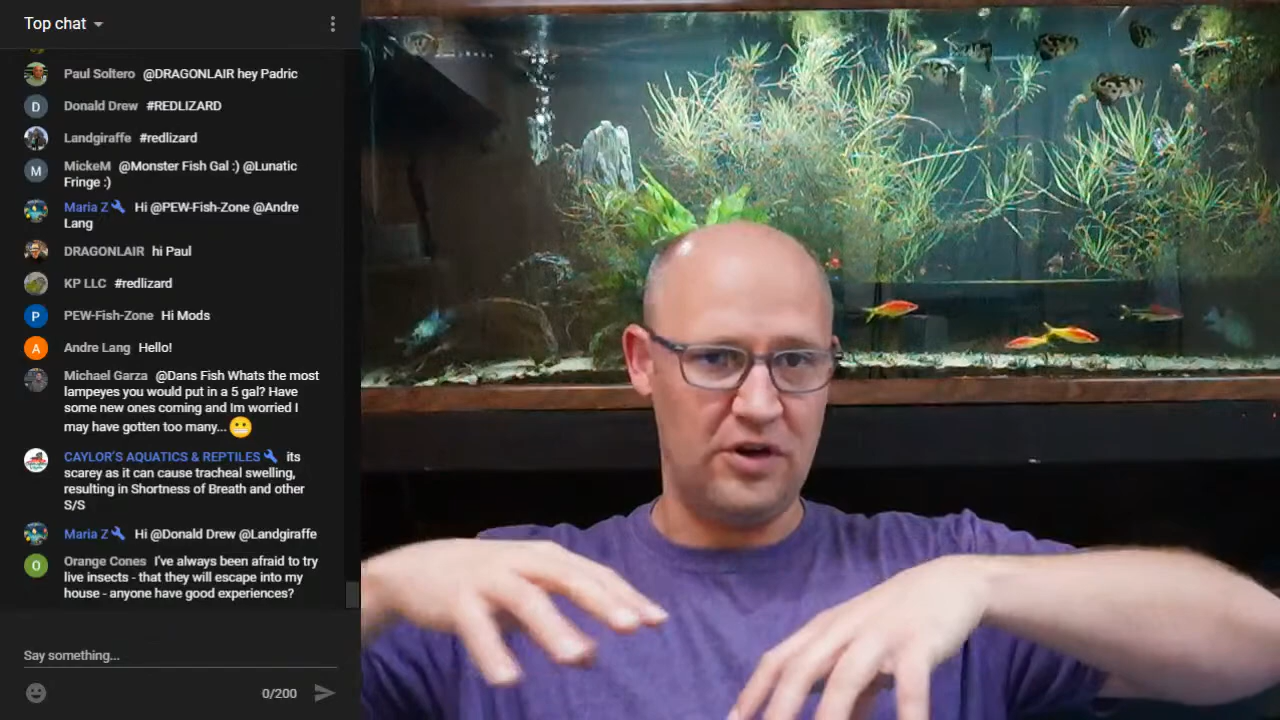 Top chat
Paul Soltero @DRAGONLAIR hey Padric
D Donald Drew #REDLIZARD
Landgiraffe #redlizard
M MickeM @Monster Fish Gal :) @Lunatic
Fringe :)
Maria Z Hi @PEW-Fish-Zone @Andre
Lang
DRAGONLAIR hi Paul
KP LLC #redlizard
P PEW-Fish-Zone Hi Mods
A Andre Lang Hello!
Michael Garza @Dans Fish Whats the most
lampeyes you would put in a 5 gal? Have
some new ones coming and Im worried I
may have gotten too many...😬
CAYLOR'S AQUATICS & REPTILES its
scarey as it can cause tracheal swelling,
resulting in Shortness of Breath and other
S/S
Maria Z Hi @Donald Drew @Landgiraffe
O Orange Cones I've always been afraid to try
live insects - that they will escape into my
house - anyone have good experiences?
Say something...
0/200